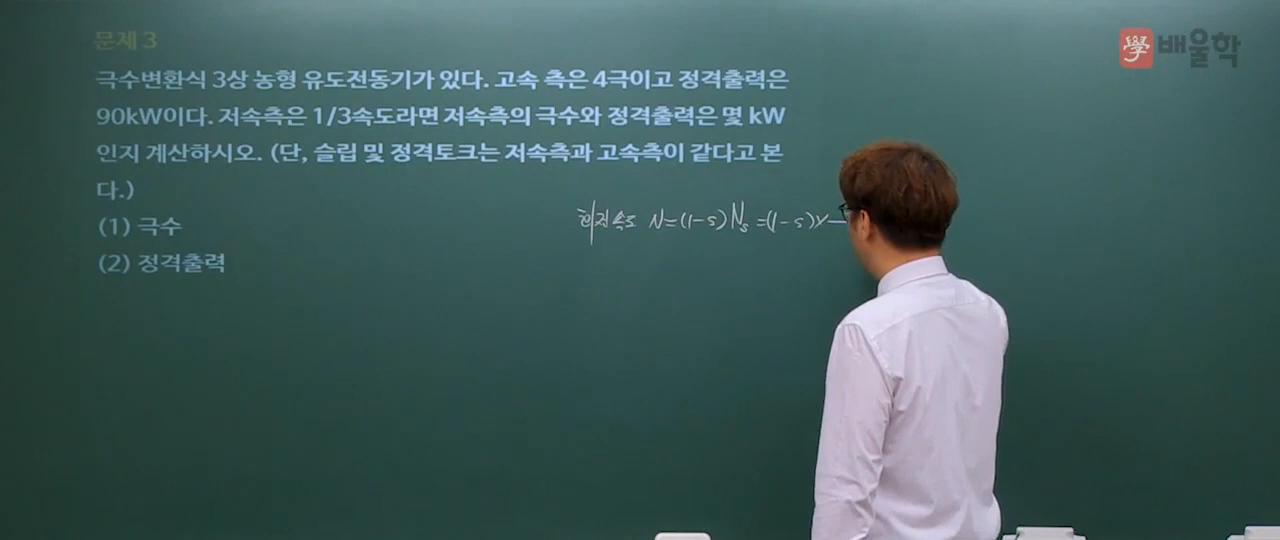 문제 3
學 배울학
극수변환식 3상 농형 유도전동기가 있다. 고속 측은 4극이고 정격출력은
90kW이다. 저속측은 1/3속도라면 저속측의 극수와 정격출력은 몇 kW
인지 계산하시오. (단, 슬립 및 정격토크는 저속측과 고속측이 같다고 본
다.)
(1) 극수
(2) 정격출력
회전속도 N=(1-s)Ns=(1-s)×